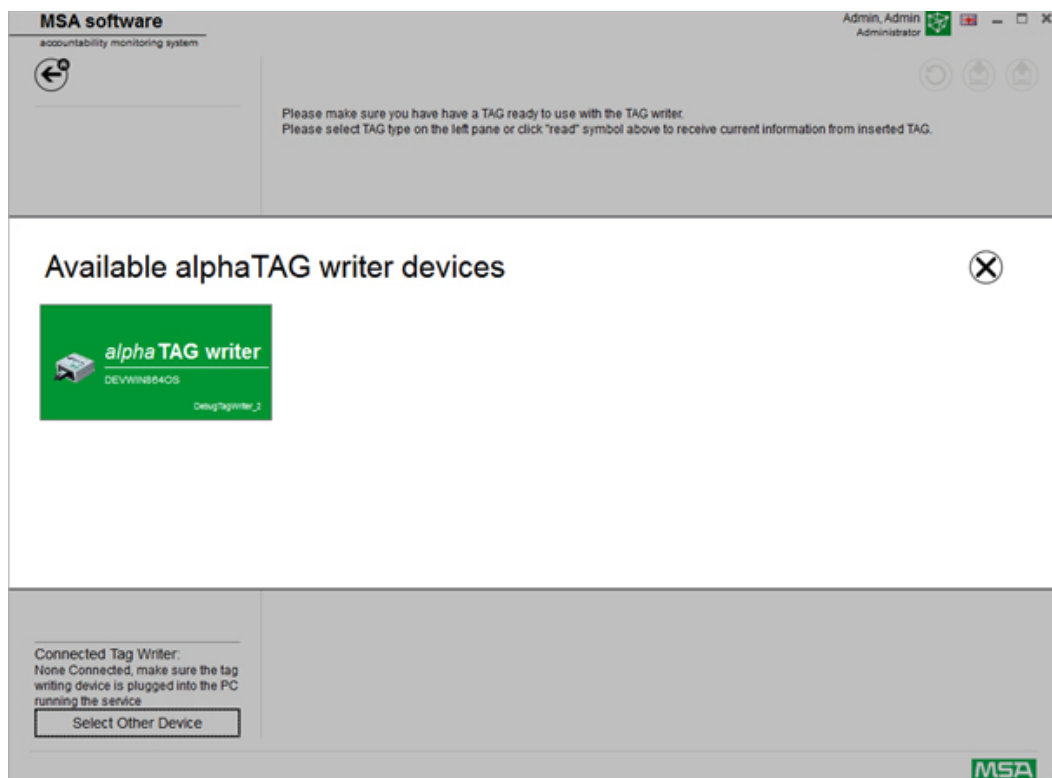 MSA software
accountability monitoring system
Admin, Admin
Administrator
Please make sure you have have a TAG ready to use with the TAG writer.
Please select TAG type on the left pane or click "read" symbol above to receive current information from inserted TAG.
Available alphaTAG writer devices
alpha TAG writer
DEVWIN864OS
DebugTagWriter_2
Connected Tag Writer:
None Connected, make sure the tag
writing device is plugged into the PC
running the service
Select Other Device
MSA